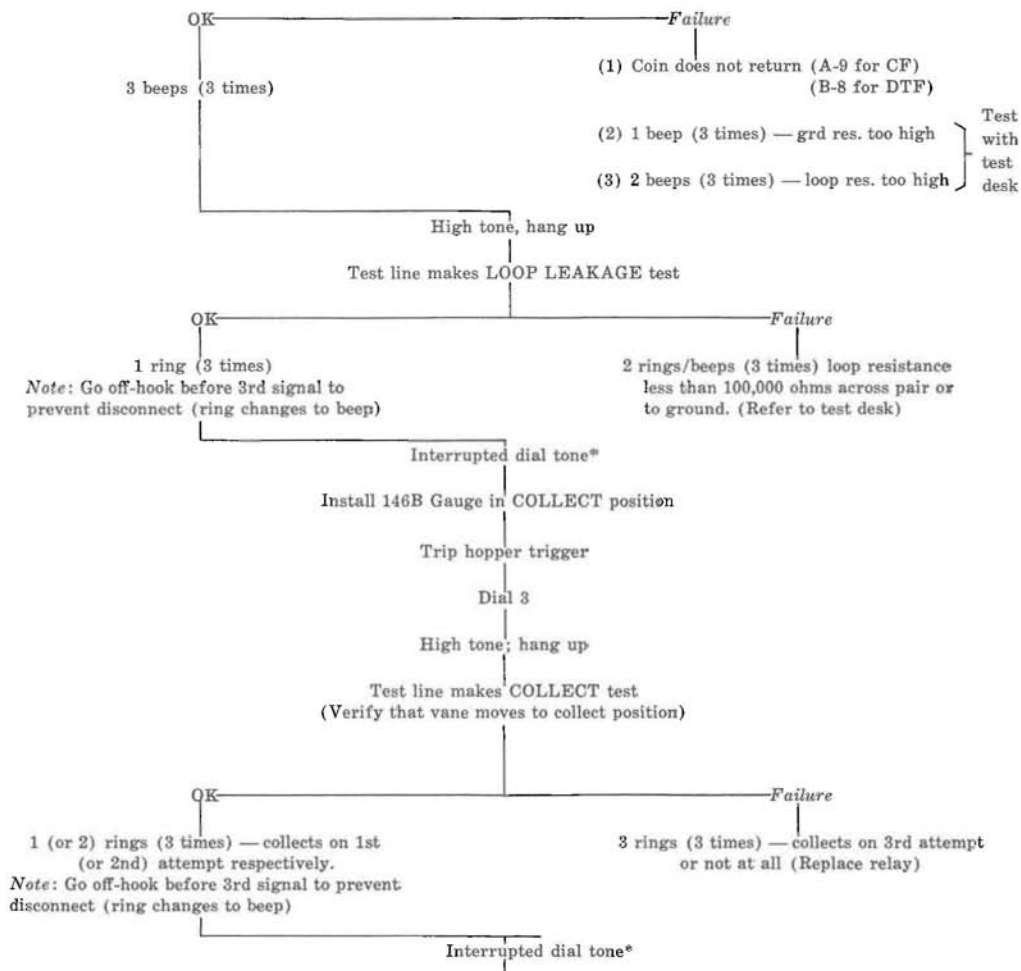 OK
Failure
3 beeps (3 times)
(1) Coin does not return (A-9 for CF)
(B-8 for DTF)
(2) 1 beep (3 times) — grd res. too high
(3) 2 beeps (3 times) — loop res. too high
Test
with
test
desk
High tone, hang up
Test line makes LOOP LEAKAGE test
OK
Failure
1 ring (3 times)
Note: Go off-hook before 3rd signal to
prevent disconnect (ring changes to beep)
2 rings/beeps (3 times) loop resistance
less than 100,000 ohms across pair or
to ground. (Refer to test desk)
Interrupted dial tone*
Install 146B Gauge in COLLECT position
Trip hopper trigger
Dial 3
High tone; hang up
Test line makes COLLECT test
(Verify that vane moves to collect position)
OK
Failure
1 (or 2) rings (3 times) — collects on 1st
(or 2nd) attempt respectively.
Note: Go off-hook before 3rd signal to prevent
disconnect (ring changes to beep)
3 rings (3 times) — collects on 3rd attempt
or not at all (Replace relay)
Interrupted dial tone*